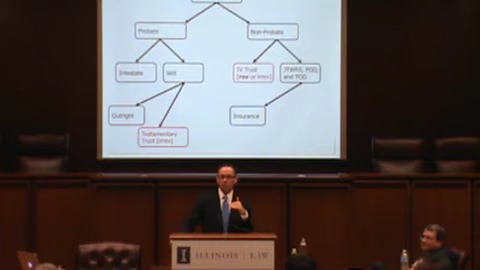 Probate
Non-Probate
Intestate
Will
IV Trust
[rev or irrev]
JTWRS, POD,
and TOD
Outright
Insurance
Testamentary
Trust [irrev]
I ILLINOIS | LAW